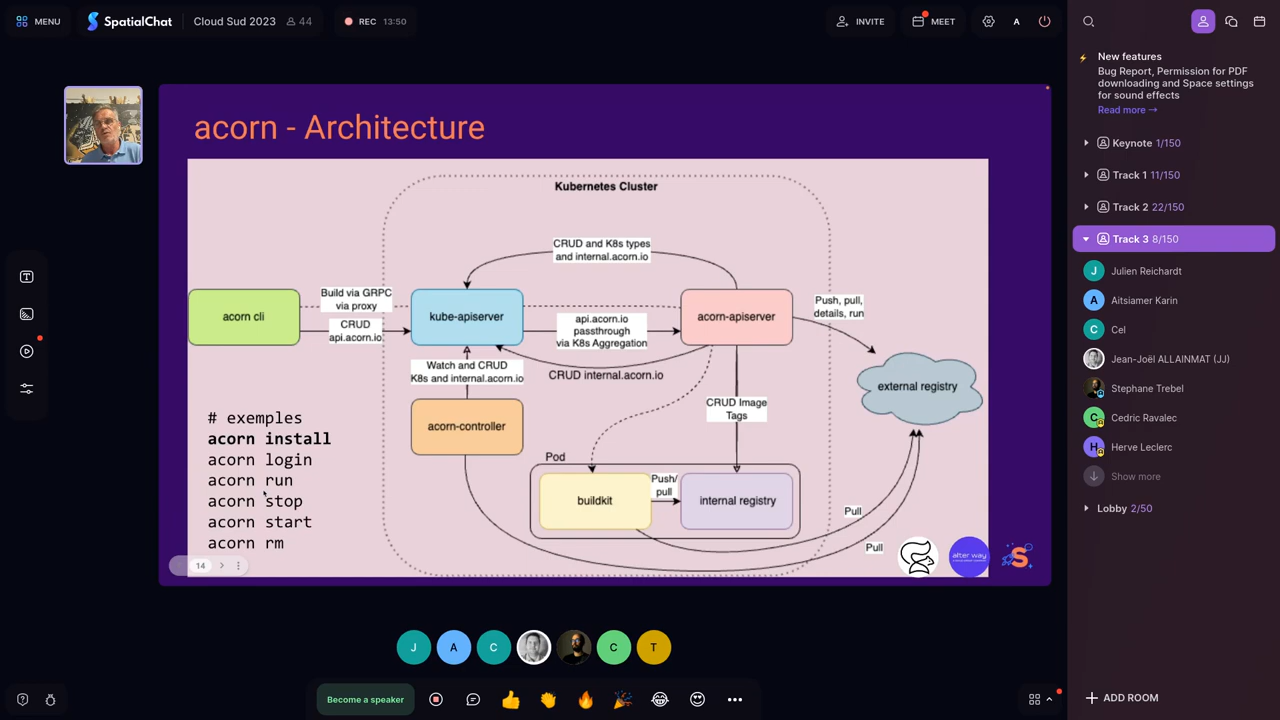 MENU
SpatialChat
Cloud Sud 2023
44
REC 13:50
INVITE
MEET
A
acorn - Architecture
Kubernetes Cluster
CRUD and K8s types
and internal.acorn.io
Build via GRPC
via proxy
acorn cli
CRUD
api.acorn.io
kube-apiserver
api.acorn.io
passthrough
via K8s Aggregation
acorn-apiserver
Push, pull,
details, run
Watch and CRUD
K8s and internal.acorn.io
CRUD internal.acorn.io
external registry
CRUD Image
Tags
acorn-controller
Pod
buildkit
Push/
pull
internal registry
Pull
Pull
# exemples
acorn install
acorn login
acorn run
acorn stop
acorn start
acorn rm
14
alter way
S
J
A
C
C
T
Become a speaker
New features
Bug Report, Permission for PDF
downloading and Space settings
for sound effects
Read more →
Keynote 1/150
Track 1 11/150
Track 2 22/150
Track 3 8/150
J Julien Reichardt
A Aitsiamer Karin
C Cel
Jean-Joël ALLAINMAT (JJ)
Stephane Trebel
C Cedric Ravalec
H Herve Leclerc
Show more
Lobby 2/50
ADD ROOM